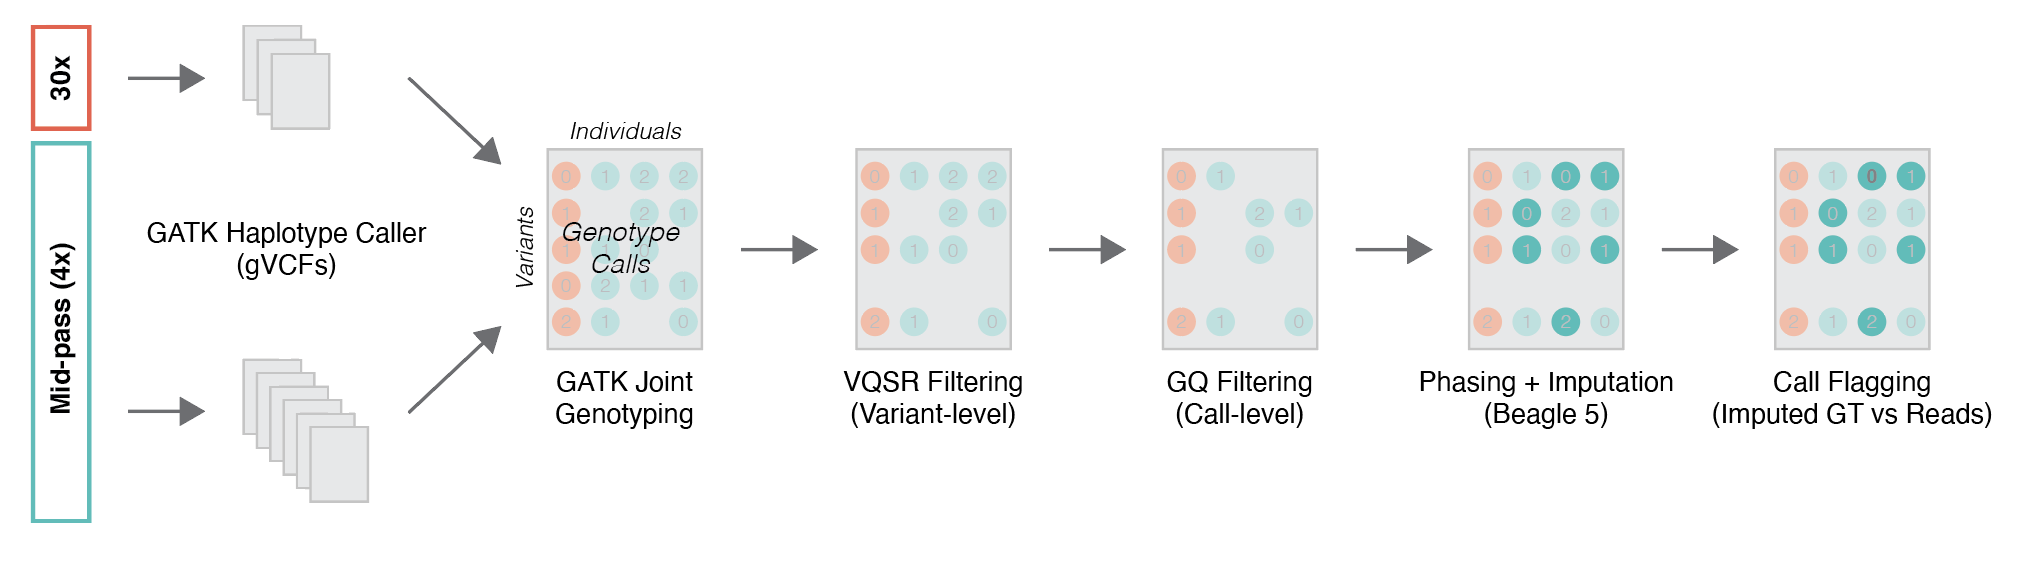 30x
Mid-pass (4x)
GATK Haplotype Caller
(gVCFs)
Individuals
Variants
Genotype
Calls
0 1 2 2
1 2 1
1 1 0
0 2 1 1
2 1 0
GATK Joint
Genotyping
0 1 2 2
1 2 1
1 1 0
2 1 0
VQSR Filtering
(Variant-level)
0 1
1 2 1
1 0
2 1 0
GQ Filtering
(Call-level)
0 1 0 1
1 0 2 1
1 1 0 1
2 1 2 0
Phasing + Imputation
(Beagle 5)
0 1 0 1
1 0 2 1
1 1 0 1
2 1 2 0
Call Flagging
(Imputed GT vs Reads)